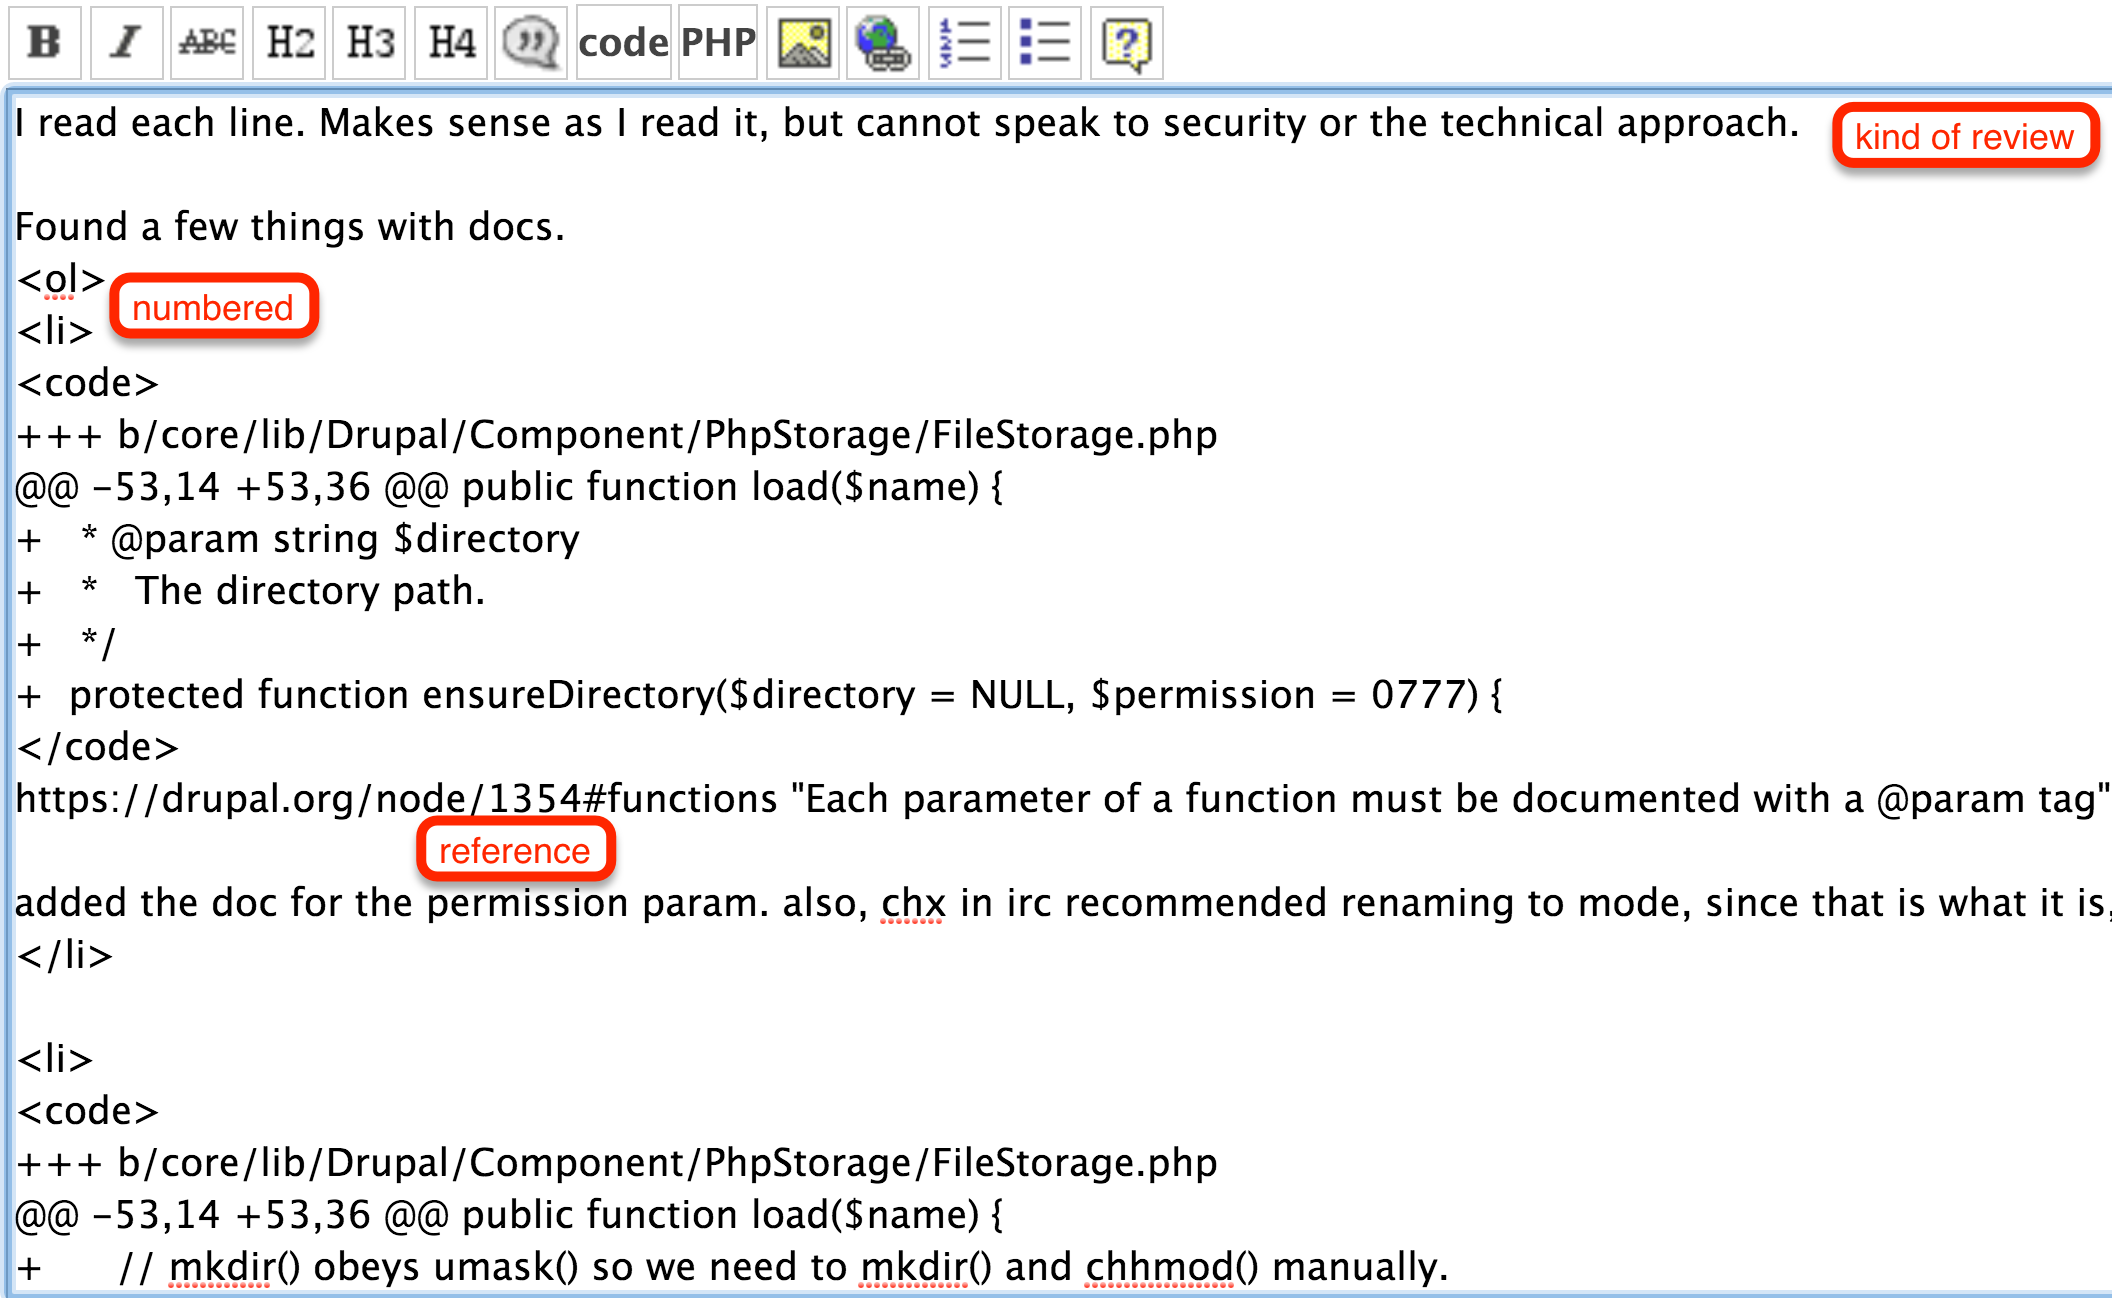 B I ABC H2 H3 H4 code PHP
I read each line. Makes sense as I read it, but cannot speak to security or the technical approach.
kind of review
Found a few things with docs.
<ol>
numbered
<li>
<code>
+++ b/core/lib/Drupal/Component/PhpStorage/FileStorage.php
@@ -53,14 +53,36 @@ public function load($name) {
+   * @param string $directory
+   *   The directory path.
+   */
+  protected function ensureDirectory($directory = NULL, $permission = 0777) {
</code>
https://drupal.org/node/1354#functions "Each parameter of a function must be documented with a @param tag"
reference
added the doc for the permission param. also, chx in irc recommended renaming to mode, since that is what it is,
</li>
<li>
<code>
+++ b/core/lib/Drupal/Component/PhpStorage/FileStorage.php
@@ -53,14 +53,36 @@ public function load($name) {
+      // mkdir() obeys umask() so we need to mkdir() and chhmod() manually.